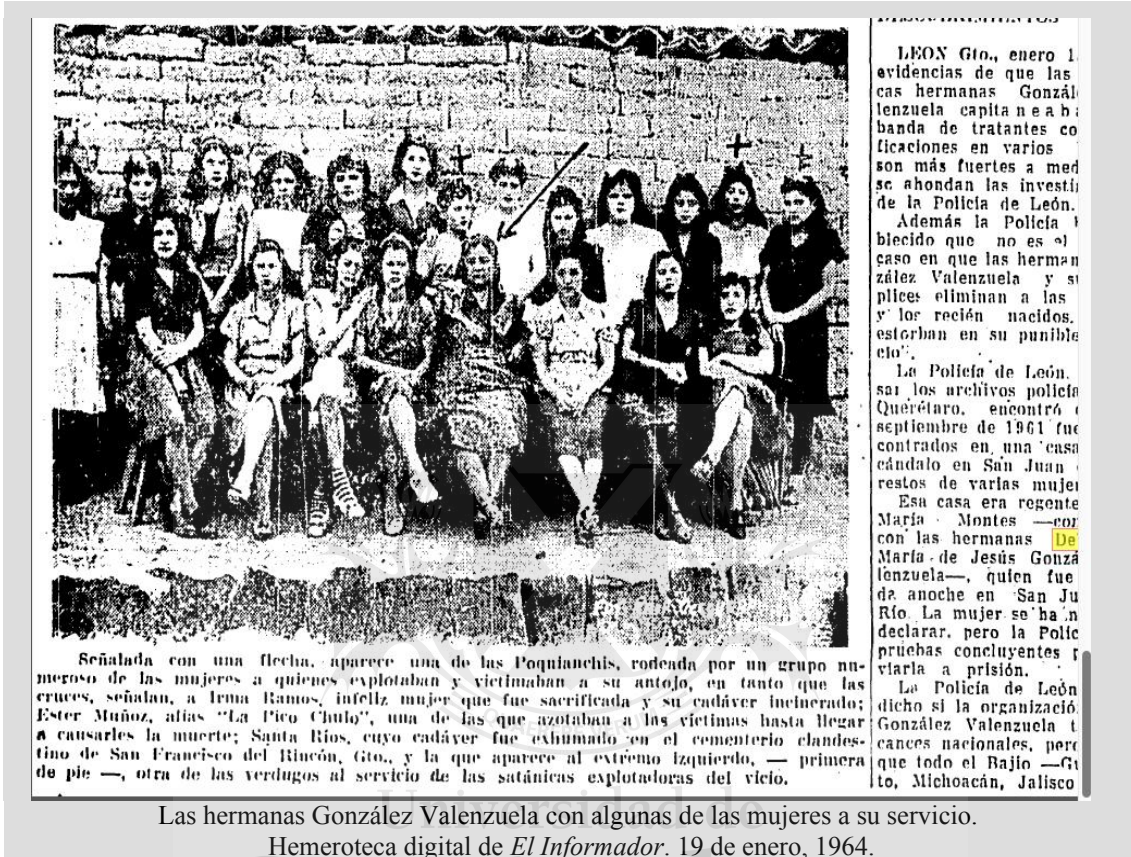 LEON Gto., enero 1
evidencias de que las
cas hermanas Gonzál
lenzuela capitaneab
banda de tratantes co
ficaciones en varios
son más fuertes a med
se ahondan las investi
de la Policía de León.
Además la Policía
blecido que no es el
caso en que las herman
zález Valenzuela y s
plices eliminan a las
y los recién nacidos.
estorban en su punible
cio".
La Policía de León.
sar los archivos policía
Querétaro, encontró
septiembre de 1961 fue
contrados en una casa
cándalo en San Juan
restos de varias mujer
Esa casa era regente
María Montes —con
con las hermanas De
María de Jesús Gonzá
lenzuela—, quien fue
da anoche en San Ju
Río. La mujer se ha n
declarar, pero la Polic
pruebas concluyentes p
viarla a prisión.
La Policía de León
dicho si la organizació
González Valenzuela t
cances nacionales, perc
que todo el Bajío —G
to, Michoacán, Jalisco
Señalada con una flecha, aparece una de las Poquianchis, rodeada por un grupo nu-
meroso de las mujeres a quienes explotaban y victimaban a su antojo, en tanto que las
cruces, señalan, a Irma Ramos, infeliz mujer que fue sacrificada y su cadáver incinerado;
Ester Muñoz, alias "La Pico Chulo", una de las que azotaban a las víctimas hasta llegar
a causarles la muerte; Santa Ríos, cuyo cadáver fue exhumado en el cementerio clandes-
tino de San Francisco del Rincón, Gto., y la que aparece al extremo izquierdo, — primera
de pie —, otra de las verdugos al servicio de las satánicas explotadoras del vicio.
Universidad de
Las hermanas González Valenzuela con algunas de las mujeres a su servicio.
Hemeroteca digital de El Informador. 19 de enero, 1964.